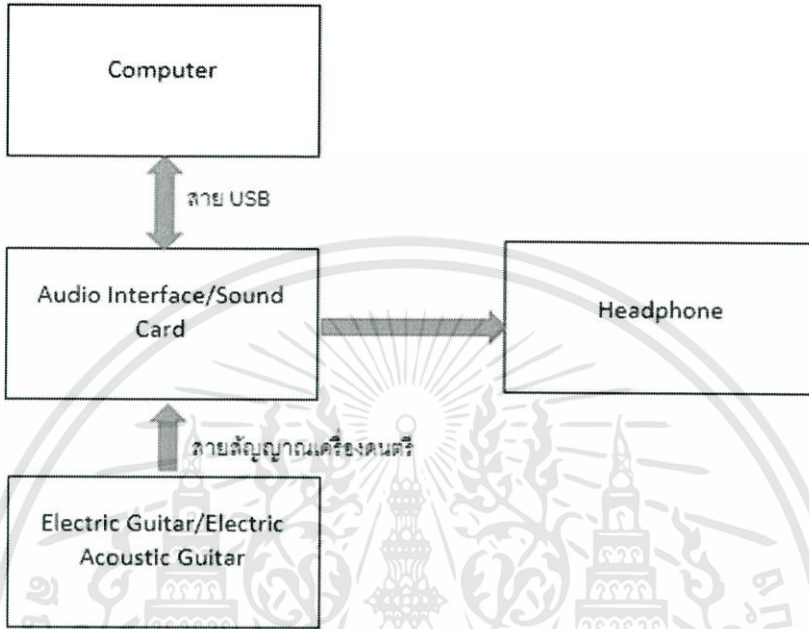 Computer
สาย USB
Audio Interface/Sound
Card
Headphone
สายสัญญาณเครื่องดนตรี
Electric Guitar/Electric
Acoustic Guitar